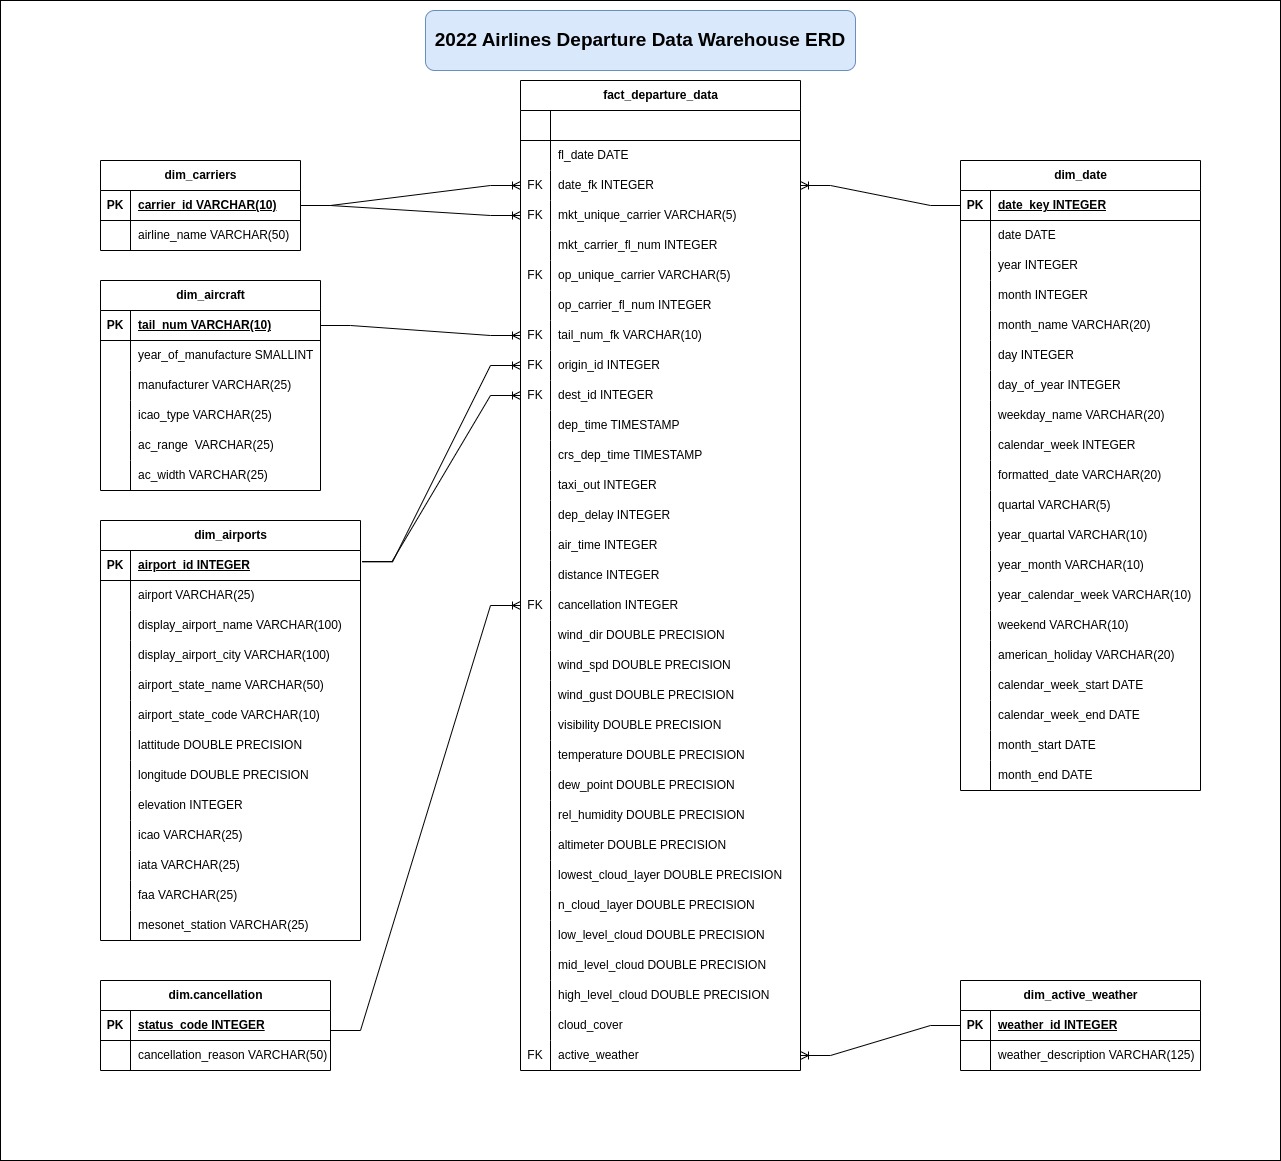 2022 Airlines Departure Data Warehouse ERD
fact_departure_data
fl_date DATE
FK date_fk INTEGER
FK mkt_unique_carrier VARCHAR(5)
mkt_carrier_fl_num INTEGER
FK op_unique_carrier VARCHAR(5)
op_carrier_fl_num INTEGER
FK tail_num_fk VARCHAR(10)
FK origin_id INTEGER
FK dest_id INTEGER
dep_time TIMESTAMP
crs_dep_time TIMESTAMP
taxi_out INTEGER
dep_delay INTEGER
air_time INTEGER
distance INTEGER
FK cancellation INTEGER
wind_dir DOUBLE PRECISION
wind_spd DOUBLE PRECISION
wind_gust DOUBLE PRECISION
visibility DOUBLE PRECISION
temperature DOUBLE PRECISION
dew_point DOUBLE PRECISION
rel_humidity DOUBLE PRECISION
altimeter DOUBLE PRECISION
lowest_cloud_layer DOUBLE PRECISION
n_cloud_layer DOUBLE PRECISION
low_level_cloud DOUBLE PRECISION
mid_level_cloud DOUBLE PRECISION
high_level_cloud DOUBLE PRECISION
cloud_cover
FK active_weather
dim_carriers
PK carrier_id VARCHAR(10)
airline_name VARCHAR(50)
dim_aircraft
PK tail_num VARCHAR(10)
year_of_manufacture SMALLINT
manufacturer VARCHAR(25)
icao_type VARCHAR(25)
ac_range VARCHAR(25)
ac_width VARCHAR(25)
dim_airports
PK airport_id INTEGER
airport VARCHAR(25)
display_airport_name VARCHAR(100)
display_airport_city VARCHAR(100)
airport_state_name VARCHAR(50)
airport_state_code VARCHAR(10)
lattitude DOUBLE PRECISION
longitude DOUBLE PRECISION
elevation INTEGER
icao VARCHAR(25)
iata VARCHAR(25)
faa VARCHAR(25)
mesonet_station VARCHAR(25)
dim.cancellation
PK status_code INTEGER
cancellation_reason VARCHAR(50)
dim_date
PK date_key INTEGER
date DATE
year INTEGER
month INTEGER
month_name VARCHAR(20)
day INTEGER
day_of_year INTEGER
weekday_name VARCHAR(20)
calendar_week INTEGER
formatted_date VARCHAR(20)
quartal VARCHAR(5)
year_quartal VARCHAR(10)
year_month VARCHAR(10)
year_calendar_week VARCHAR(10)
weekend VARCHAR(10)
american_holiday VARCHAR(20)
calendar_week_start DATE
calendar_week_end DATE
month_start DATE
month_end DATE
dim_active_weather
PK weather_id INTEGER
weather_description VARCHAR(125)